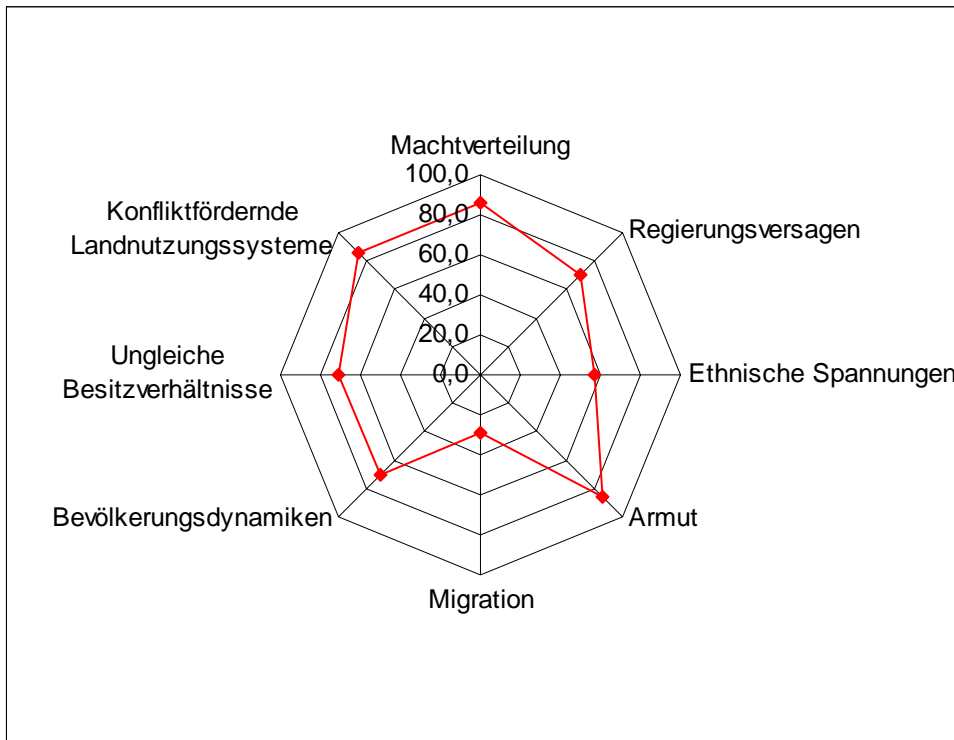 Machtverteilung
100,0
80,0
60,0
40,0
20,0
0,0
Regierungsversagen
Ethnische Spannungen
Armut
Migration
Bevölkerungsdynamiken
Ungleiche
Besitzverhältnisse
Konfliktfördernde
Landnutzungssysteme